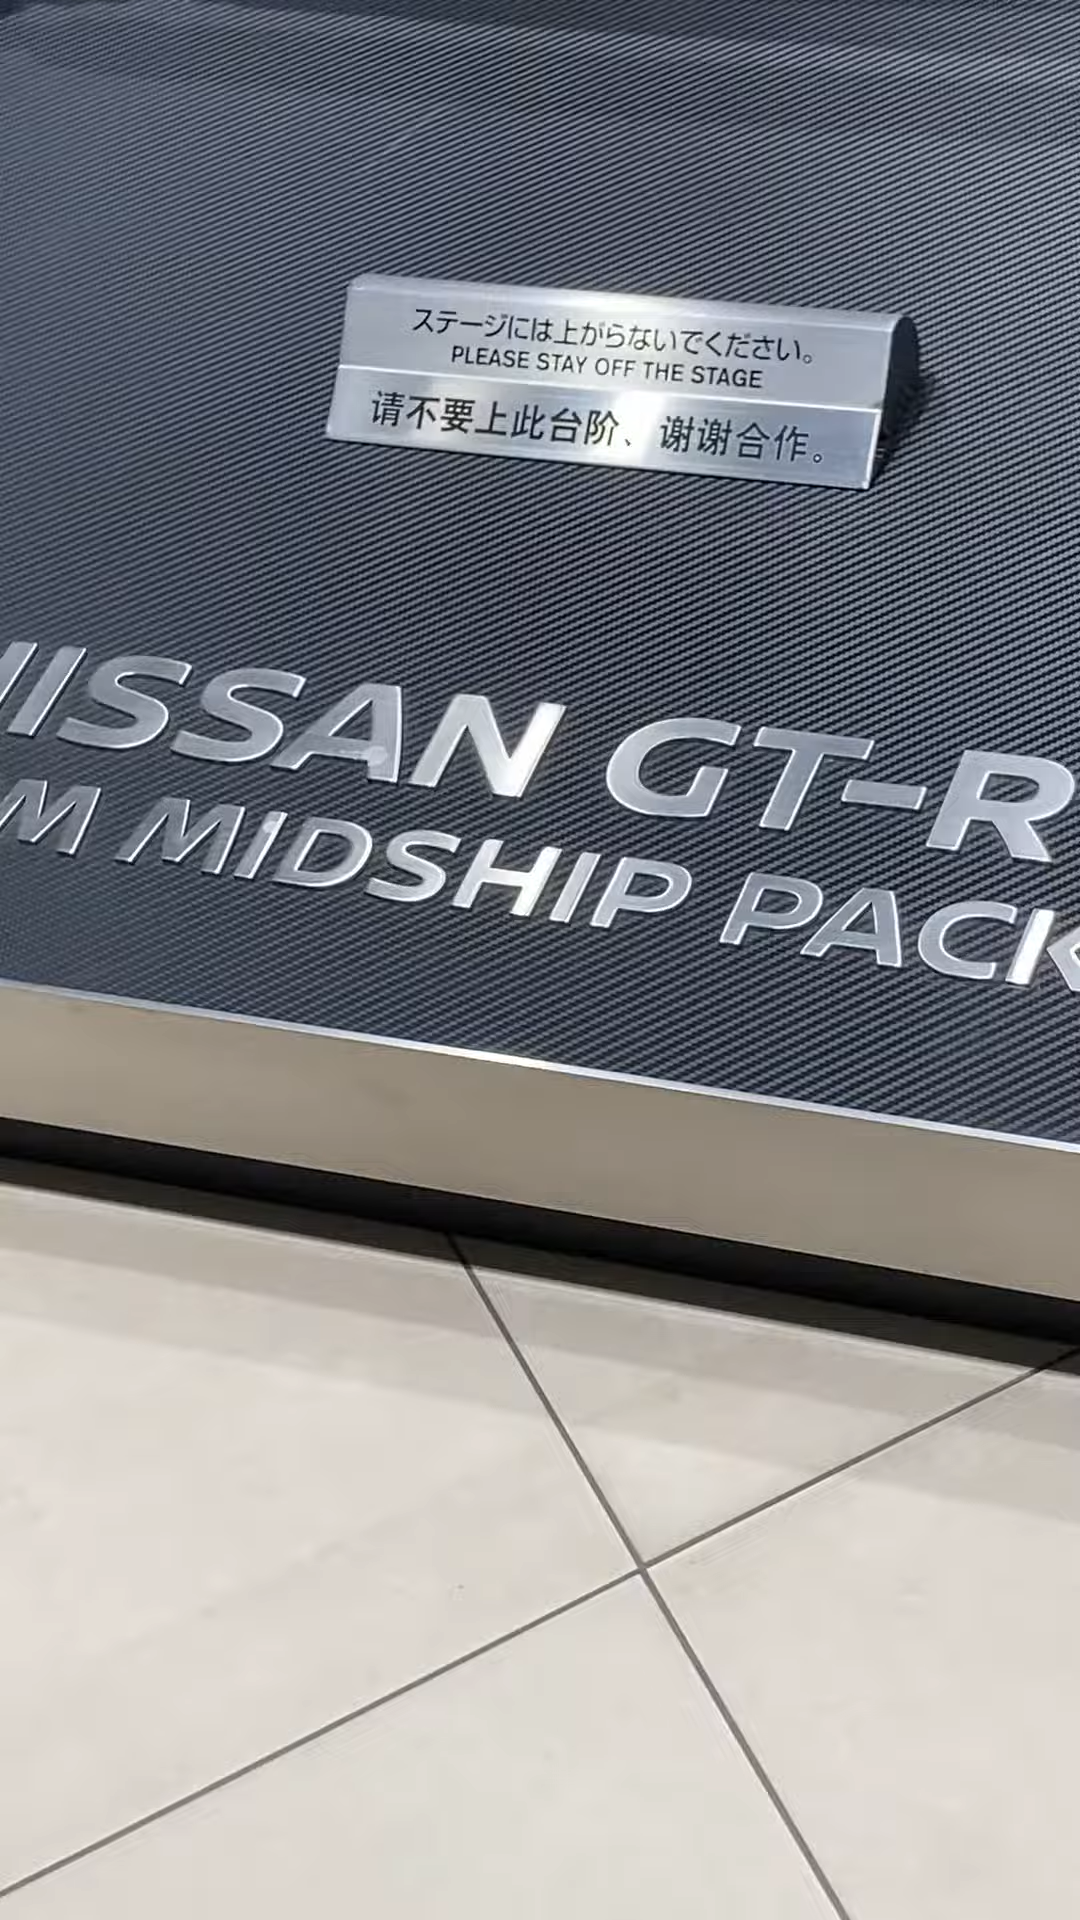 ステージには上がらないでください。
PLEASE STAY OFF THE STAGE
请不要上此台阶、谢谢合作。
NISSAN GT-R
M MIDSHIP PACK